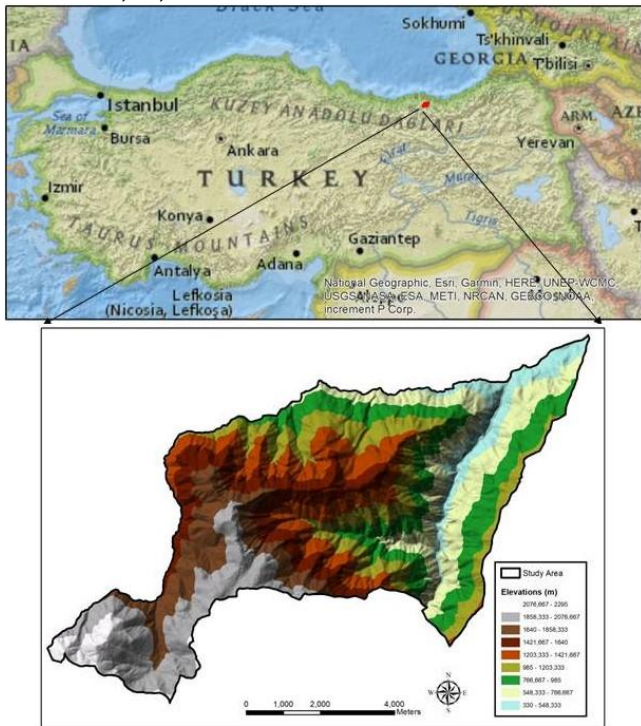 Black Sea
Sokhumi
Ts'khinvali
IA
GEORGIA
T'bilisi
Istanbul
KUZEY ANADOLU DAGLARI
Sea of
Marmara
ARM.
AZE
Bursa
Ankara
Yerevan
TURKEY
Murat
Izmir
Konya
Tigris
TAURUS MOUNTAINS
Gaziantep
Antalya
Adana
Lefkosia
(Nicosia, Lefkoşa)
National Geographic, Esri, Garmin, HERE, UNEP-WCMC,
USGS, NASA, ESA, METI, NRCAN, GEBCO, NOAA,
increment P Corp.
Study Area
Elevations (m)
2076,667 - 2295
1858,333 - 2076,667
1640 - 1858,333
1421,667 - 1640
1203,333 - 1421,667
985 - 1203,333
766,667 - 985
548,333 - 766,667
330 - 548,333
N
W E
S
0 1,000 2,000 4,000
Meters